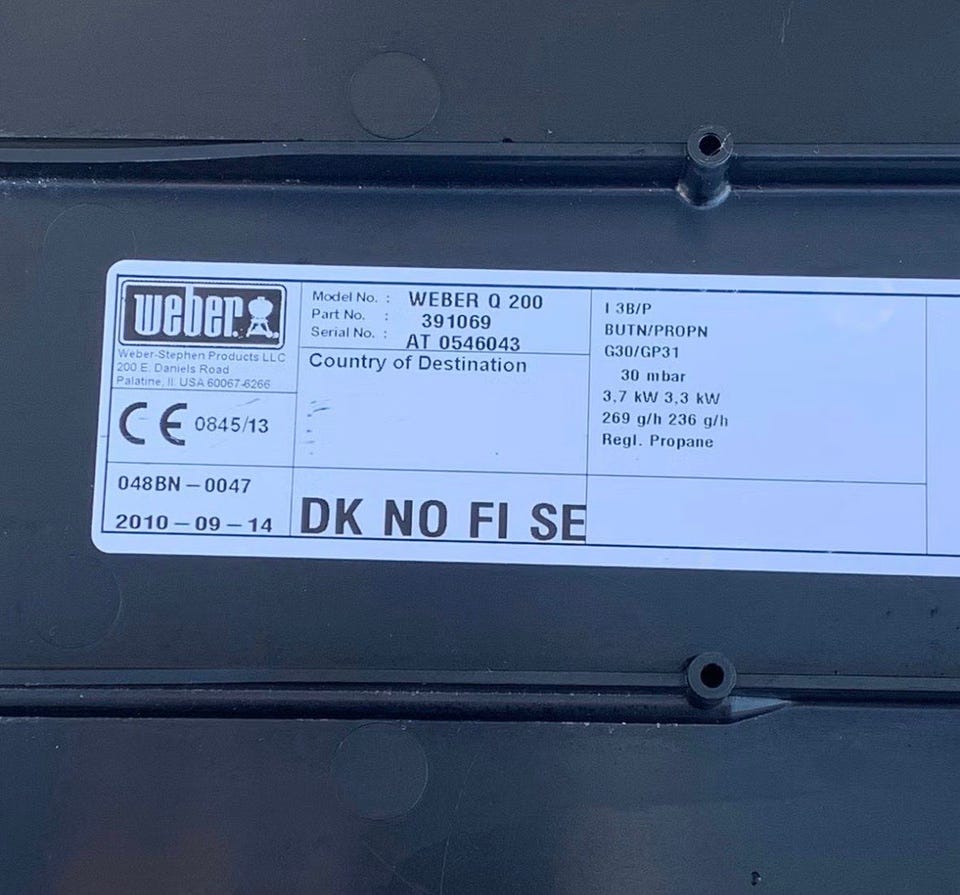 weber
Weber-Stephen Products LLC
200 E. Daniels Road
Palatine, Il. USA 60067-6266
CE 0845/13
048BN-0047
2010-09-14
Model No. : WEBER Q 200
Part No. : 391069
Serial No. : AT 0546043
Country of Destination
DK NO FI SE
I 3B/P
BUTN/PROPN
G30/GP31
30 mbar
3,7 kW 3,3 kW
269 g/h 236 g/h
Regl. Propane